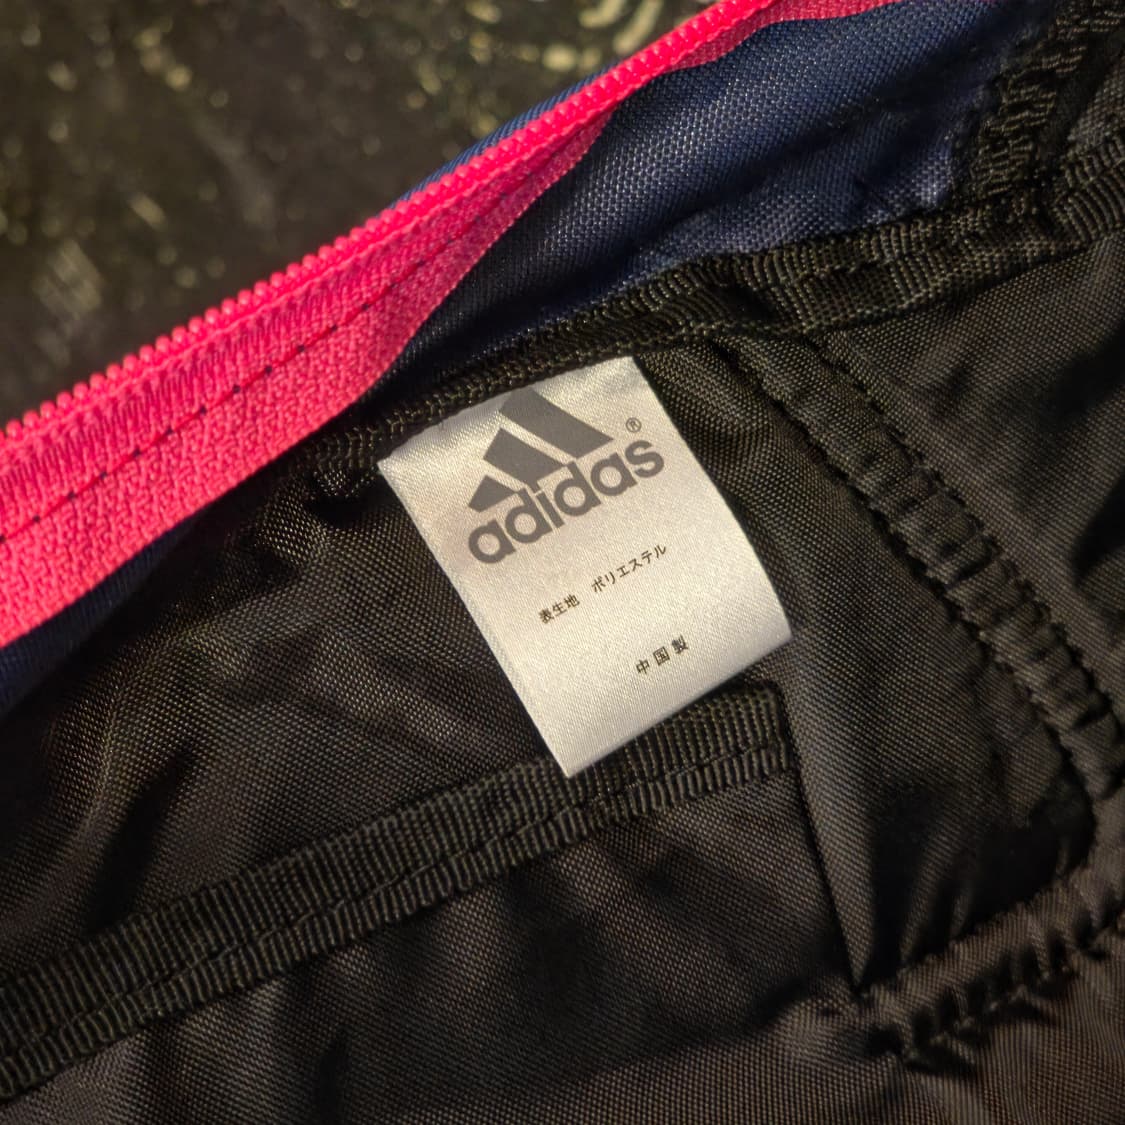 adidas®
表生地　ポリエステル
中国製